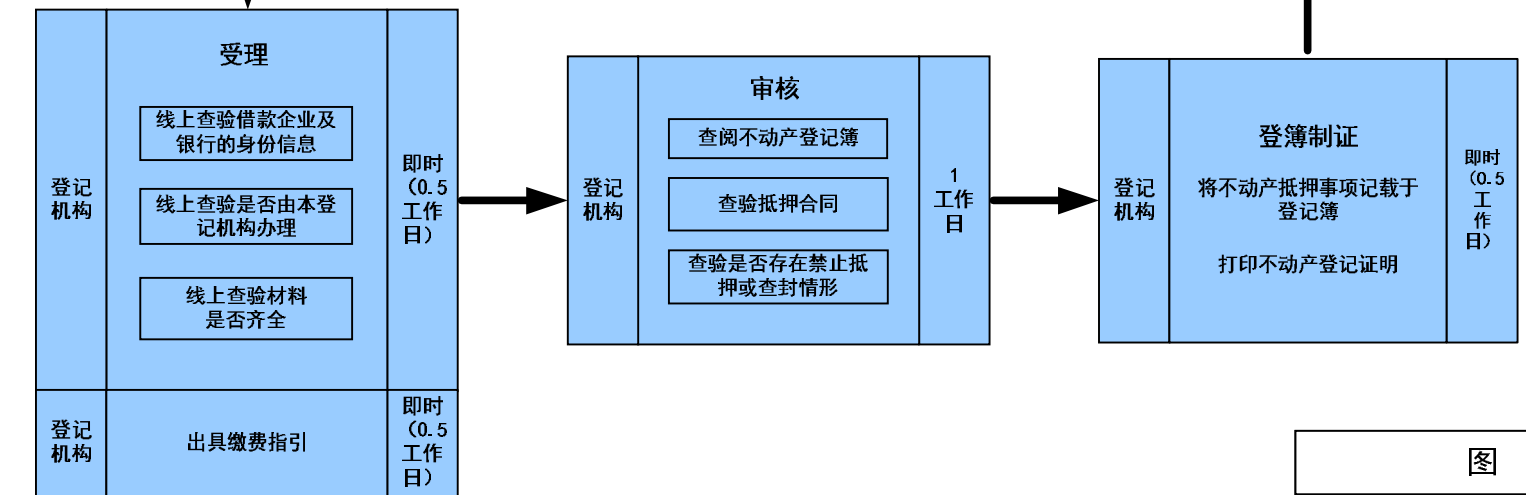 受理
登记
机构
线上查验借款企业及
银行的身份信息
线上查验是否由本登
记机构办理
线上查验材料
是否齐全
即时
（0.5
工作
日）
登记
机构
出具缴费指引
即时
（0.5
工作
日）
审核
登记
机构
查阅不动产登记簿
查验抵押合同
查验是否存在禁止抵
押或查封情形
1
工作
日
登簿制证
登记
机构
将不动产抵押事项记载于
登记簿
打印不动产登记证明
即时
（0.5
工
作
日）
图